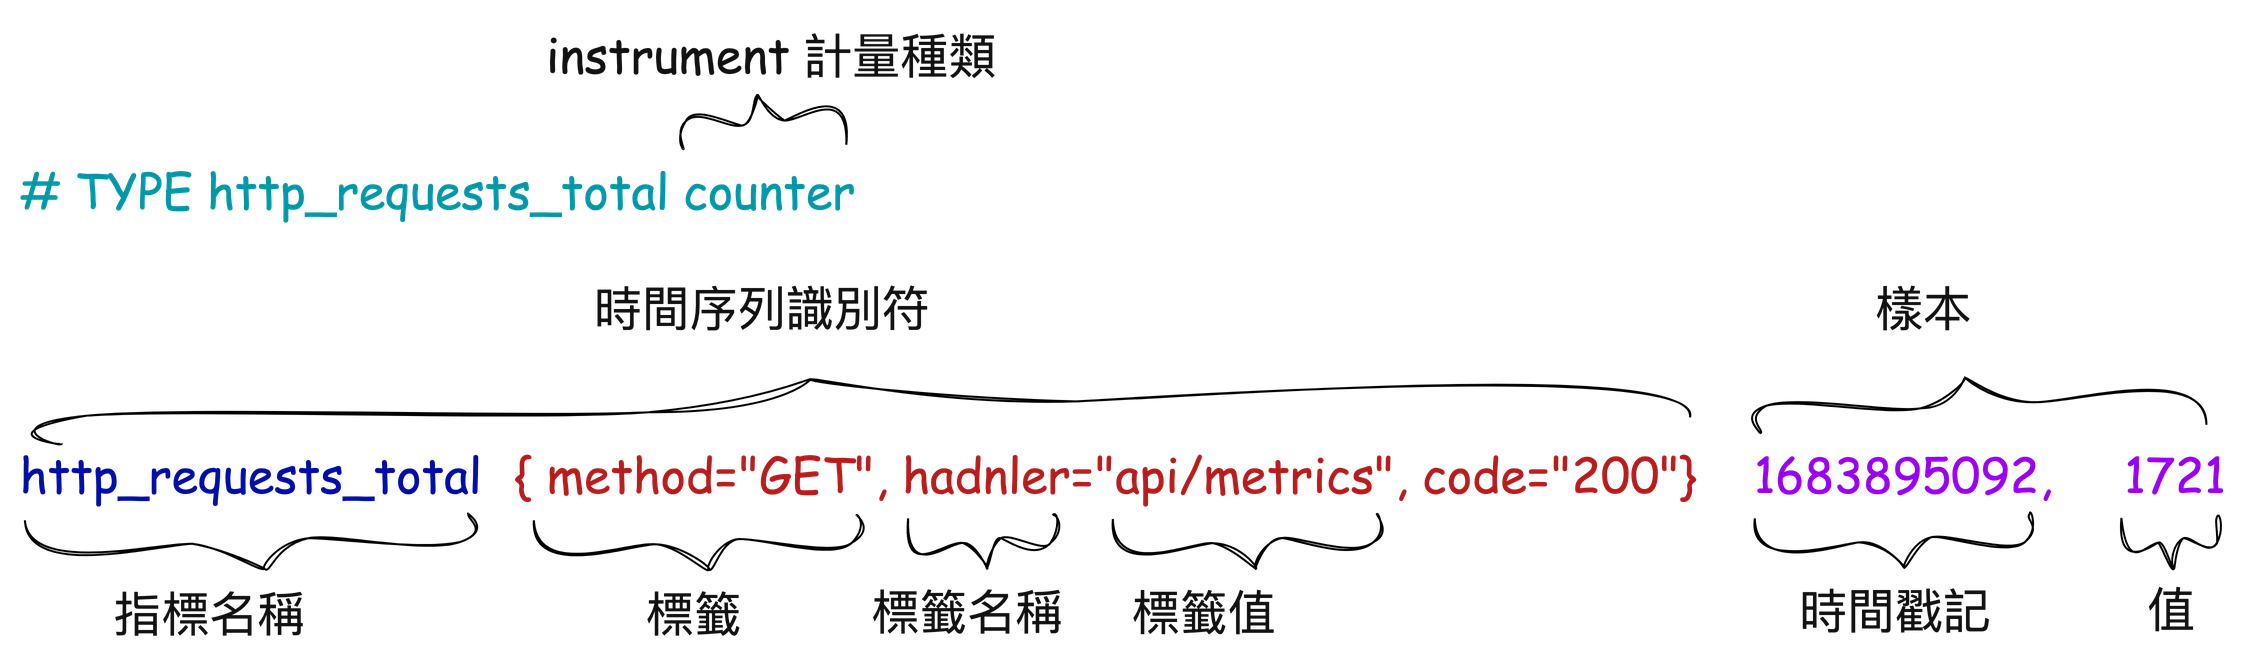 instrument 計量種類
# TYPE http_requests_total counter
時間序列識別符 樣本
http_requests_total { method="GET", hadnler="api/metrics", code="200"} 1683895092, 1721
指標名稱 標籤 標籤名稱 標籤值 時間戳記 值